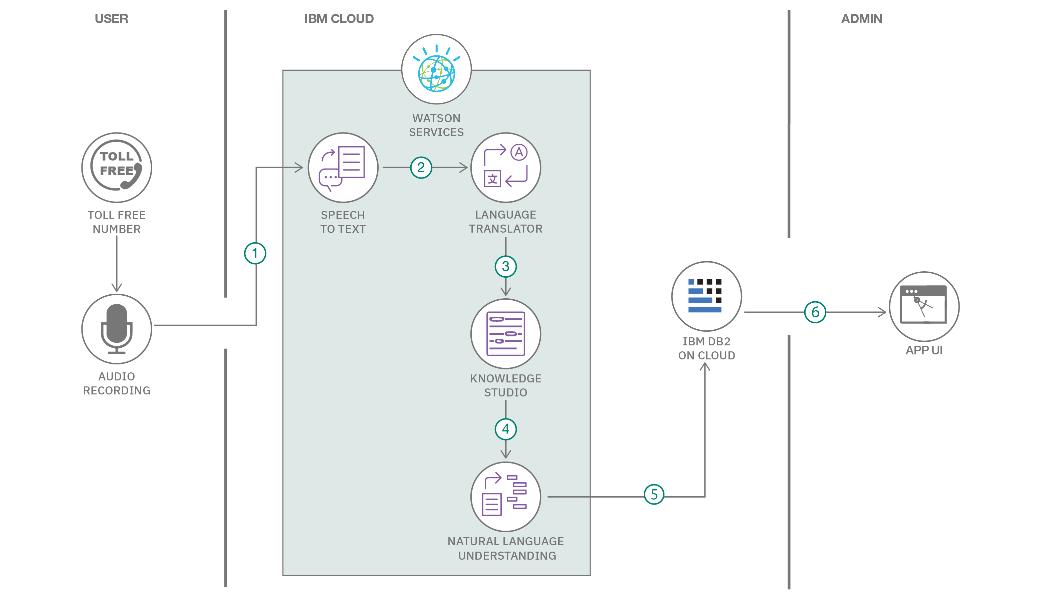 USER
IBM CLOUD
ADMIN
WATSON
SERVICES
TOLL
FREE
TOLL FREE
NUMBER
AUDIO
RECORDING
1
SPEECH
TO TEXT
2
A
文
LANGUAGE
TRANSLATOR
3
KNOWLEDGE
STUDIO
4
NATURAL LANGUAGE
UNDERSTANDING
5
IBM DB2
ON CLOUD
6
APP UI